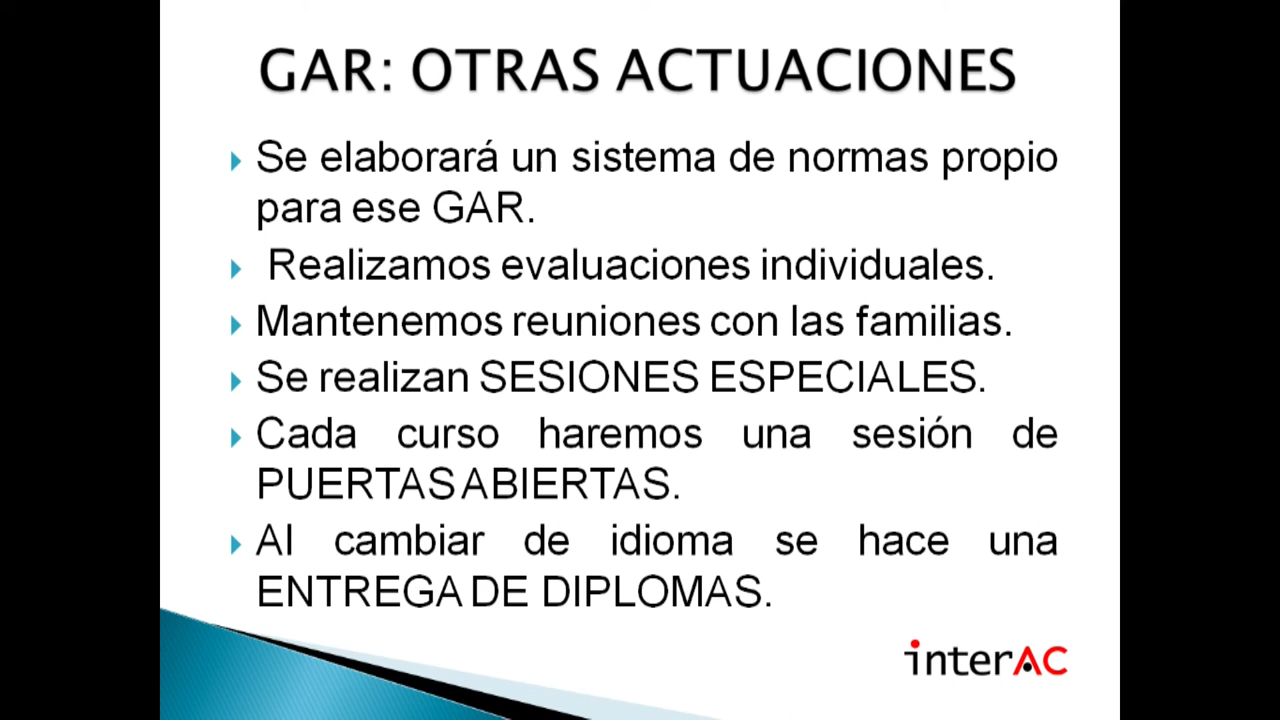 GAR: OTRAS ACTUACIONES
Se elaborará un sistema de normas propio
para ese GAR.
Realizamos evaluaciones individuales.
Mantenemos reuniones con las familias.
Se realizan SESIONES ESPECIALES.
Cada curso haremos una sesión de
PUERTAS ABIERTAS.
Al cambiar de idioma se hace una
ENTREGA DE DIPLOMAS.
interAC